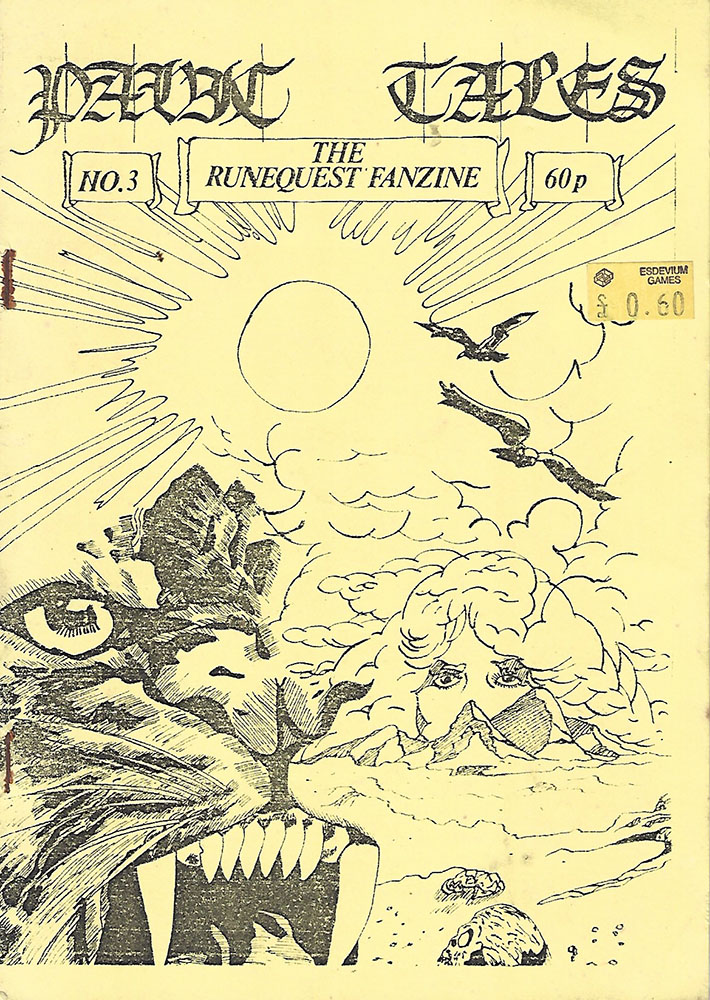 PAVIC TALES
NO.3
THE
RUNEQUEST FANZINE
60p
ESDEVIUM
GAMES
£ 0.60